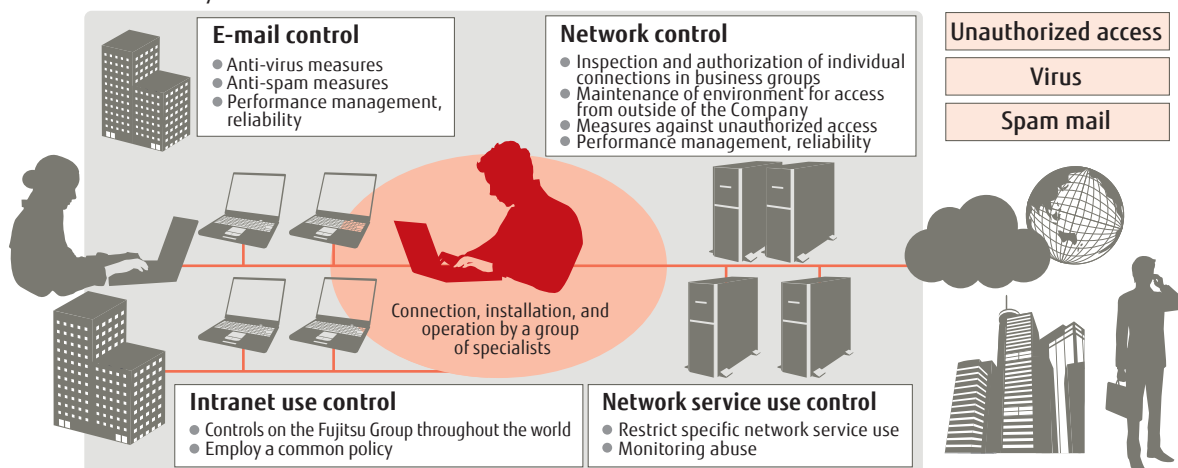 E-mail control
● Anti-virus measures
● Anti-spam measures
● Performance management,
reliability
Network control
● Inspection and authorization of individual
connections in business groups
● Maintenance of environment for access
from outside of the Company
● Measures against unauthorized access
● Performance management, reliability
Unauthorized access
Virus
Spam mail
Connection, installation, and
operation by a group
of specialists
Intranet use control
● Controls on the Fujitsu Group throughout the world
● Employ a common policy
Network service use control
● Restrict specific network service use
● Monitoring abuse